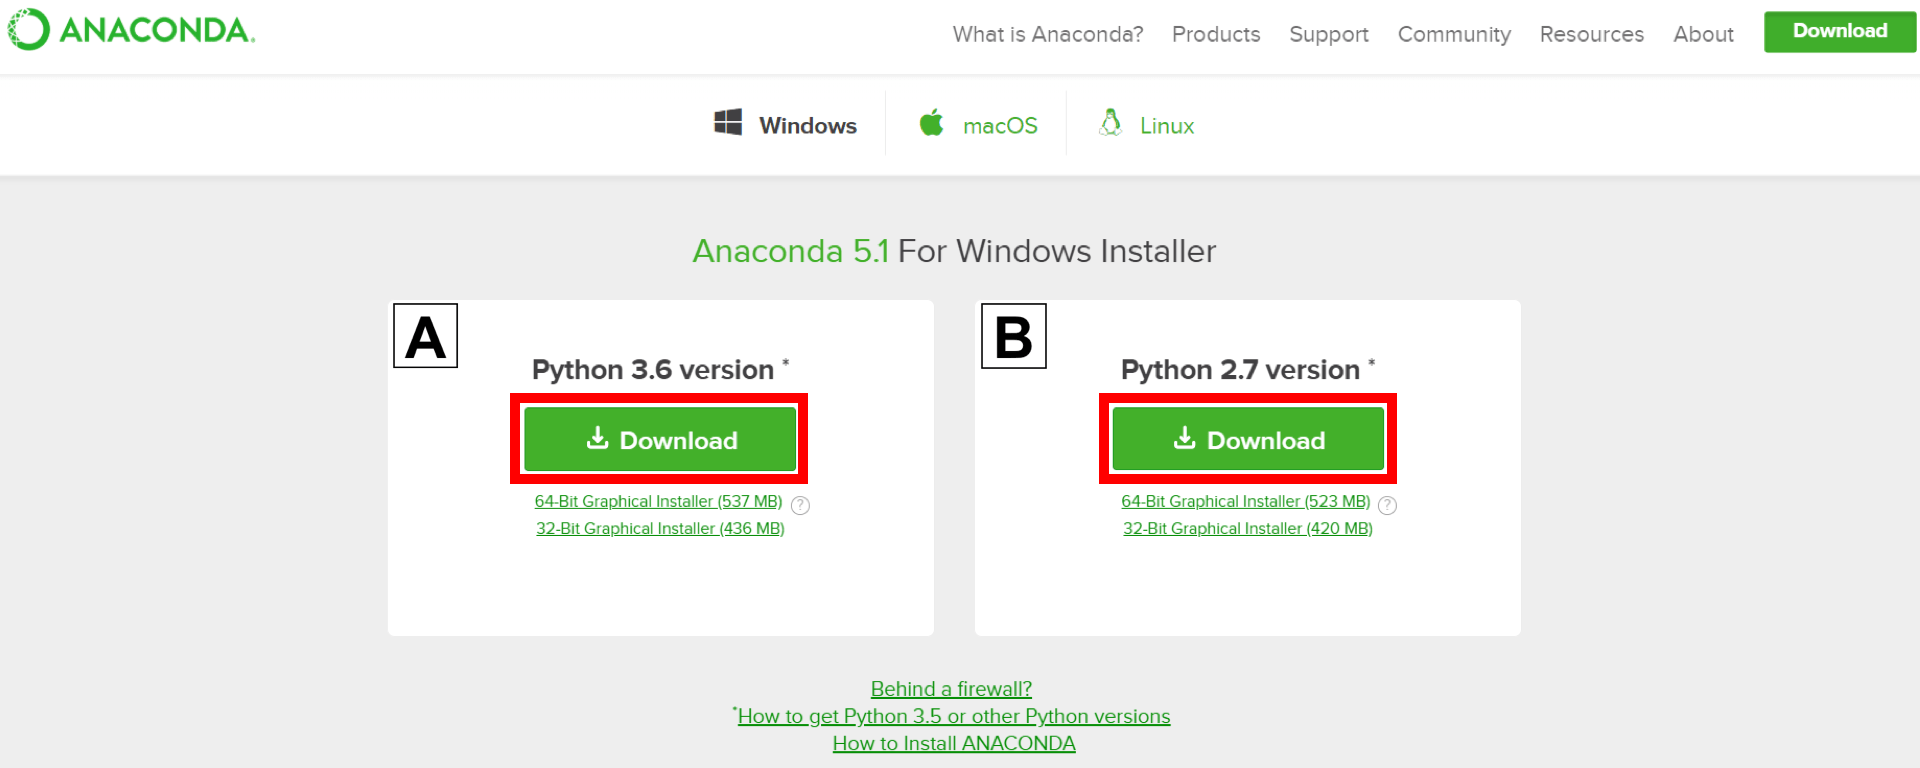 ANACONDA.
What is Anaconda? Products Support Community Resources About Download
Windows macOS Linux
Anaconda 5.1 For Windows Installer
A
Python 3.6 version *
Download
64-Bit Graphical Installer (537 MB) ?
32-Bit Graphical Installer (436 MB)
B
Python 2.7 version *
Download
64-Bit Graphical Installer (523 MB) ?
32-Bit Graphical Installer (420 MB)
Behind a firewall?
*How to get Python 3.5 or other Python versions
How to Install ANACONDA